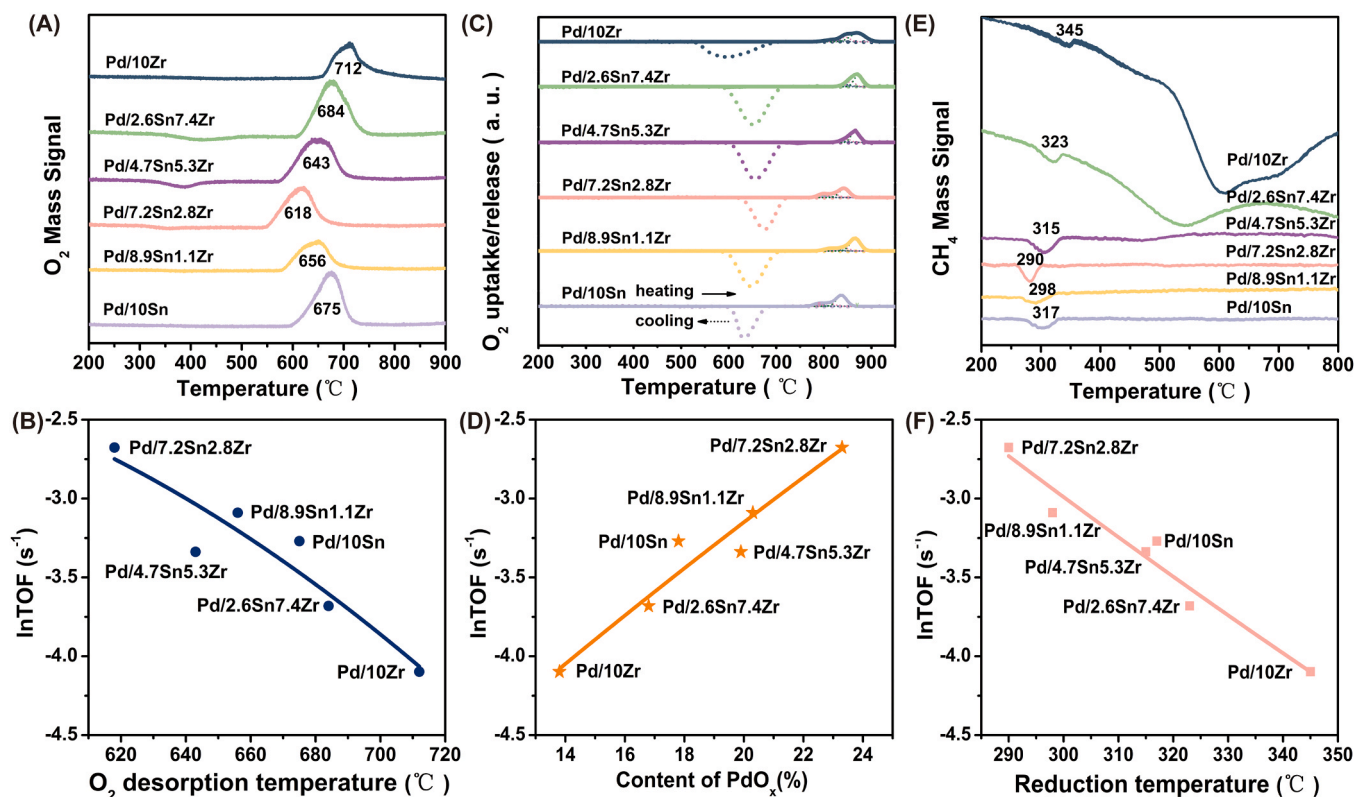 (A)
O2 Mass Signal
Pd/10Zr
712
Pd/2.6Sn7.4Zr
684
Pd/4.7Sn5.3Zr
643
Pd/7.2Sn2.8Zr
618
Pd/8.9Sn1.1Zr
656
Pd/10Sn
675
200 300 400 500 600 700 800 900
Temperature (℃)
(C)
O2 uptakke/release ( a. u. )
Pd/10Zr
Pd/2.6Sn7.4Zr
Pd/4.7Sn5.3Zr
Pd/7.2Sn2.8Zr
Pd/8.9Sn1.1Zr
Pd/10Sn
heating
cooling
200 300 400 500 600 700 800 900
Temperature (℃)
(E)
CH4 Mass Signal
345
323
Pd/10Zr
Pd/2.6Sn7.4Zr
315
Pd/4.7Sn5.3Zr
290
Pd/7.2Sn2.8Zr
298
Pd/8.9Sn1.1Zr
317
Pd/10Sn
200 300 400 500 600 700 800
Temperature (℃)
(B)
lnTOF (s-1)
-2.5
-3.0
-3.5
-4.0
-4.5
Pd/7.2Sn2.8Zr
Pd/8.9Sn1.1Zr
Pd/10Sn
Pd/4.7Sn5.3Zr
Pd/2.6Sn7.4Zr
Pd/10Zr
620 640 660 680 700 720
O2 desorption temperature (℃)
(D)
lnTOF (s-1)
-2.5
-3.0
-3.5
-4.0
-4.5
Pd/7.2Sn2.8Zr
Pd/8.9Sn1.1Zr
Pd/10Sn
Pd/4.7Sn5.3Zr
Pd/2.6Sn7.4Zr
Pd/10Zr
14 16 18 20 22 24
Content of PdOx(%)
(F)
lnTOF (s-1)
-2.5
-3.0
-3.5
-4.0
-4.5
Pd/7.2Sn2.8Zr
Pd/8.9Sn1.1Zr
Pd/10Sn
Pd/4.7Sn5.3Zr
Pd/2.6Sn7.4Zr
Pd/10Zr
290 300 310 320 330 340 350
Reduction temperature (℃)